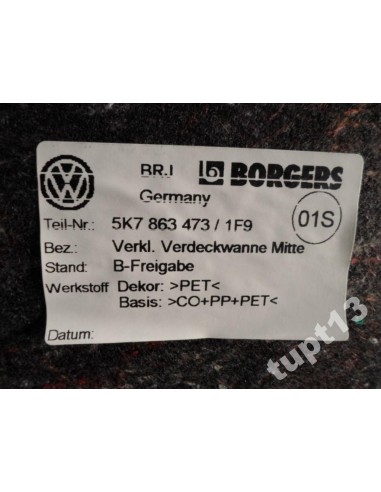 BR.I BORGERS
Germany
Teil-Nr.: 5K7 863 473 / 1F9
01S
Bez.: Verkl. Verdeckwanne Mitte
Stand: B-Freigabe
Werkstoff Dekor: >PET<
Basis: >CO+PP+PET<
Datum:
tupt13